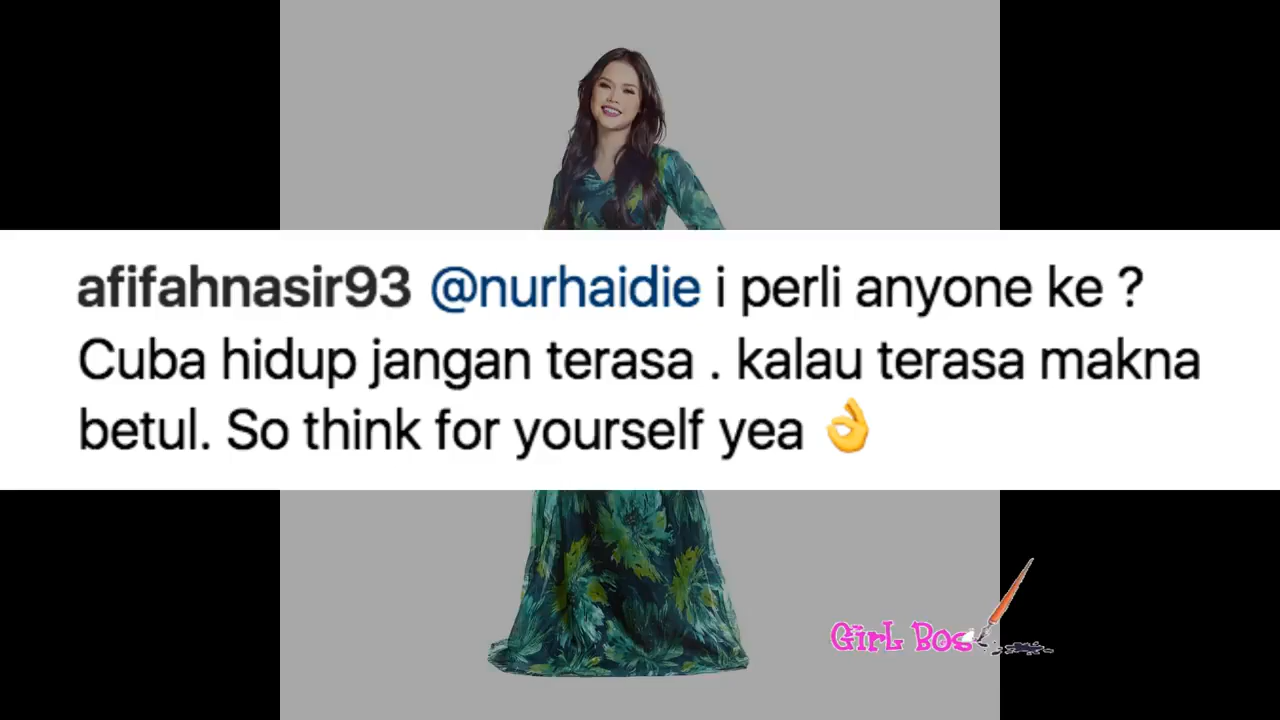 afifahnasir93 @nurhaidie i perli anyone ke ?
Cuba hidup jangan terasa . kalau terasa makna
betul. So think for yourself yea 👌
GirL Bos